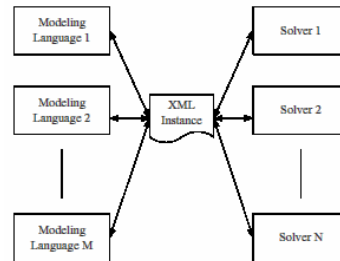 Modeling
Language 1
Solver 1
Modeling
Language 2
XML
Instance
Solver 2
Modeling
Language M
Solver N